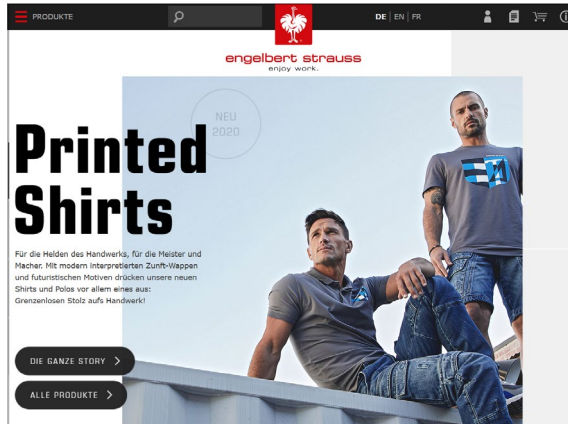 PRODUKTE
DE | EN | FR
engelbert strauss
enjoy work.
NEU
2020
Printed
Shirts
Für die Helden des Handwerks, für die Meister und
Macher. Mit modern interpretierten Zunft-Wappen
und futuristischen Motiven drücken unsere neuen
Shirts und Polos vor allem eines aus:
Grenzenlosen Stolz aufs Handwerk!
DIE GANZE STORY
ALLE PRODUKTE